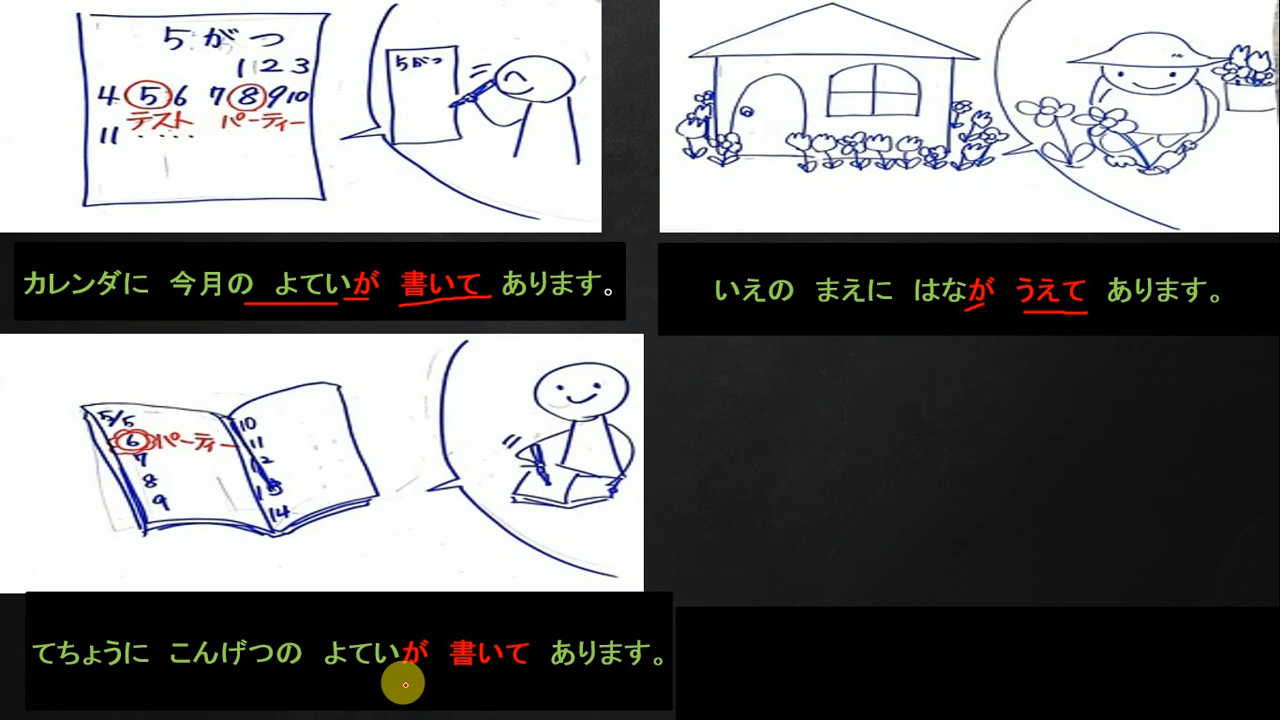 5がつ
1 2 3
4 5 6 7 8 9 10
テスト パーティー
11
5がつ
カレンダに 今月の よていが 書いて あります。
いえの まえに はなが うえて あります。
5/5
6 パーティー
7
8
9
10
11
12
13
14
てちょうに こんげつの よていが 書いて あります。